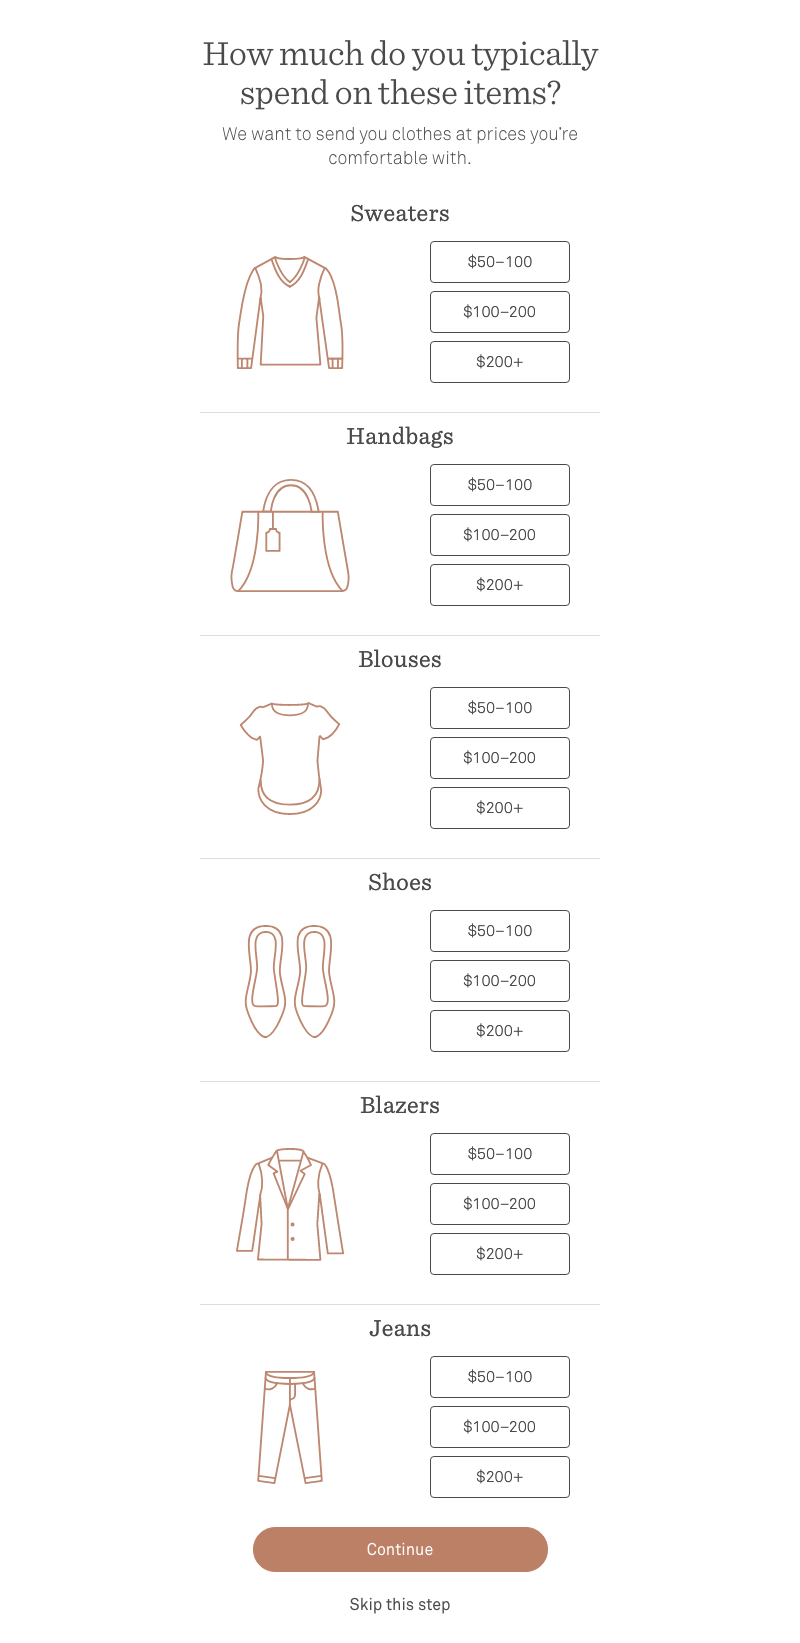 How much do you typically
spend on these items?
We want to send you clothes at prices you're
comfortable with.
Sweaters
$50–100
$100–200
$200+
Handbags
$50–100
$100–200
$200+
Blouses
$50–100
$100–200
$200+
Shoes
$50–100
$100–200
$200+
Blazers
$50–100
$100–200
$200+
Jeans
$50–100
$100–200
$200+
Continue
Skip this step